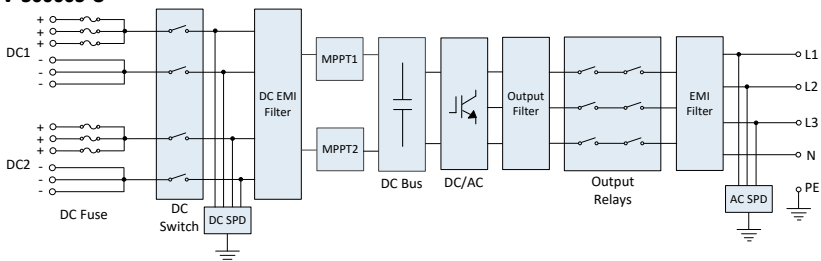 +
+
+
DC1
-
-
-
+
+
+
DC2
-
-
-
DC Fuse
DC
Switch
DC SPD
DC EMI
Filter
MPPT1
MPPT2
DC Bus
DC/AC
Output
Filter
Output
Relays
EMI
Filter
AC SPD
L1
L2
L3
N
PE